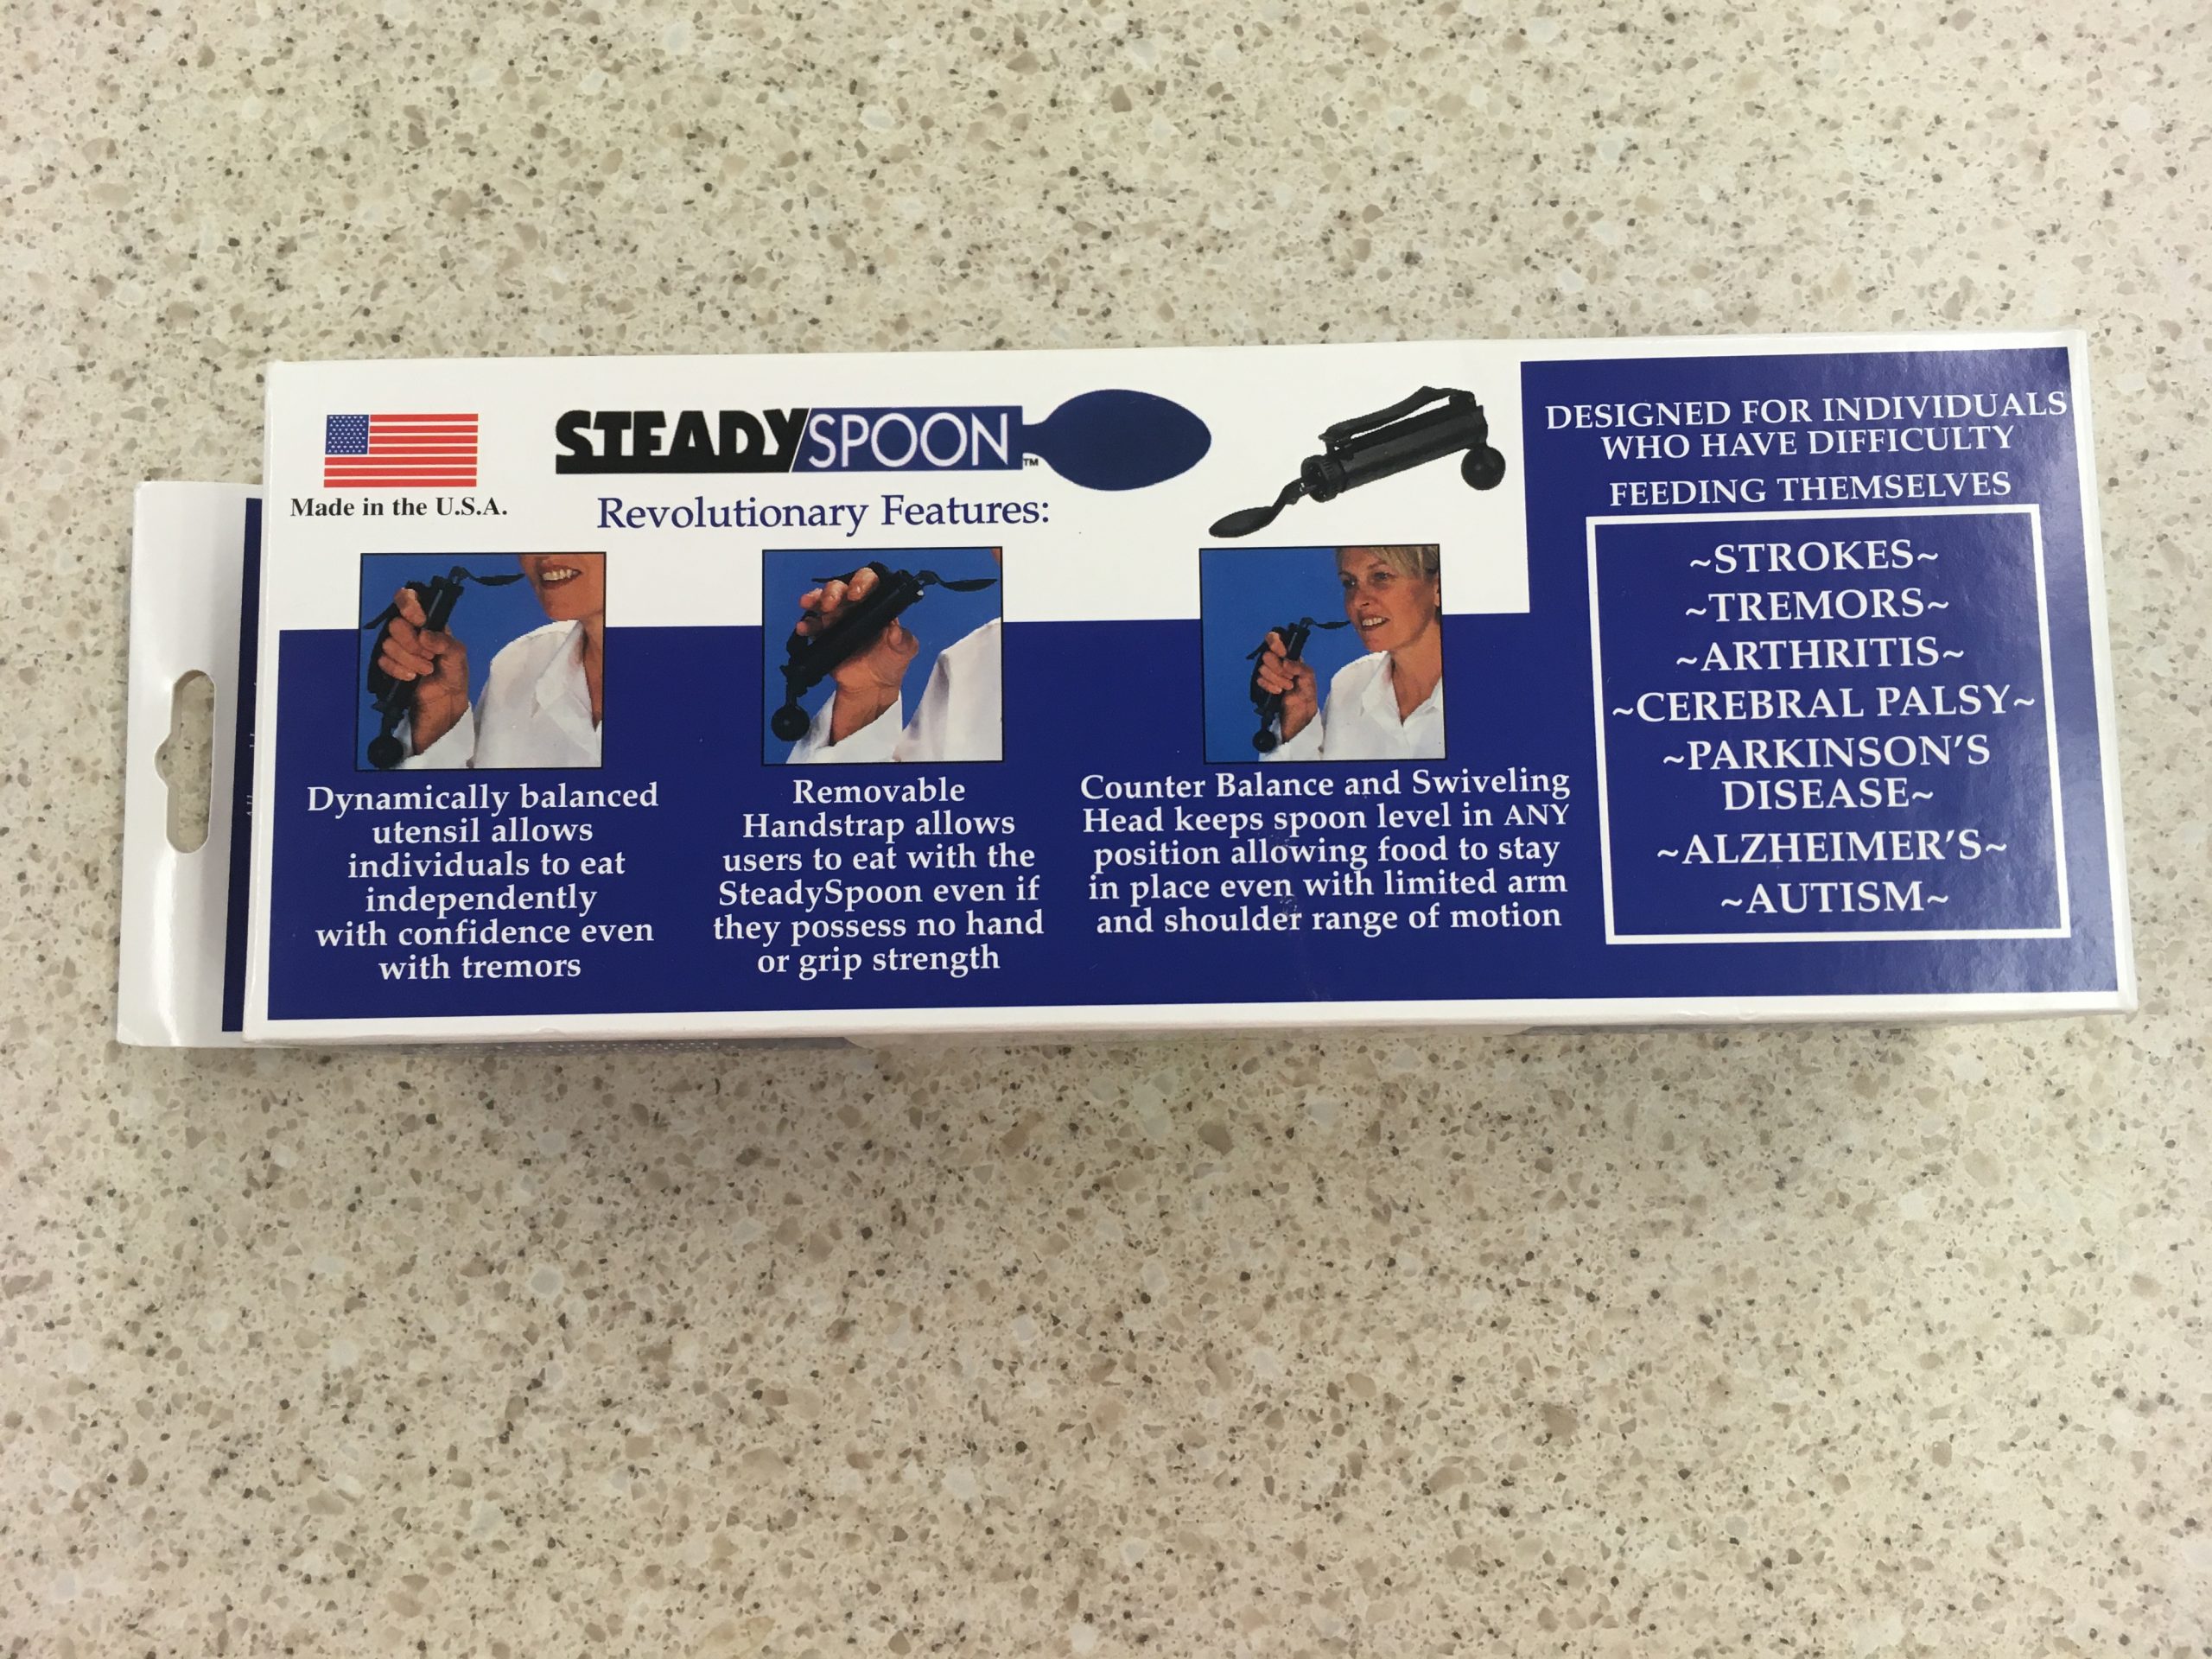 Made in the U.S.A.
STEADY/SPOON™
Revolutionary Features:
Dynamically balanced
utensil allows
individuals to eat
independently
with confidence even
with tremors
Removable
Handstrap allows
users to eat with the
SteadySpoon even if
they possess no hand
or grip strength
Counter Balance and Swiveling
Head keeps spoon level in ANY
position allowing food to stay
in place even with limited arm
and shoulder range of motion
DESIGNED FOR INDIVIDUALS
WHO HAVE DIFFICULTY
FEEDING THEMSELVES
~STROKES~
~TREMORS~
~ARTHRITIS~
~CEREBRAL PALSY~
~PARKINSON'S
DISEASE~
~ALZHEIMER'S~
~AUTISM~